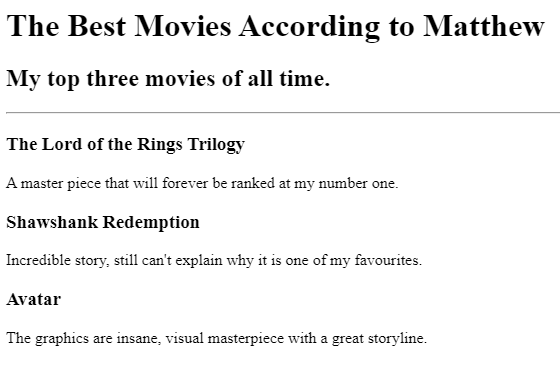 The Best Movies According to Matthew
My top three movies of all time.
The Lord of the Rings Trilogy
A master piece that will forever be ranked at my number one.
Shawshank Redemption
Incredible story, still can't explain why it is one of my favourites.
Avatar
The graphics are insane, visual masterpiece with a great storyline.